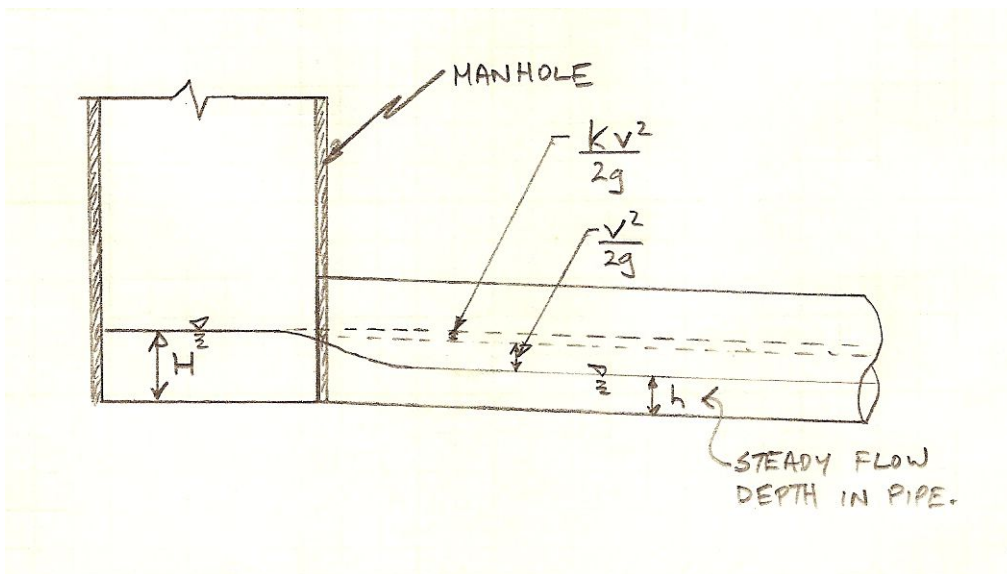 MANHOLE
kv²
2g
v²
2g
H
h
STEADY FLOW
DEPTH IN PIPE.